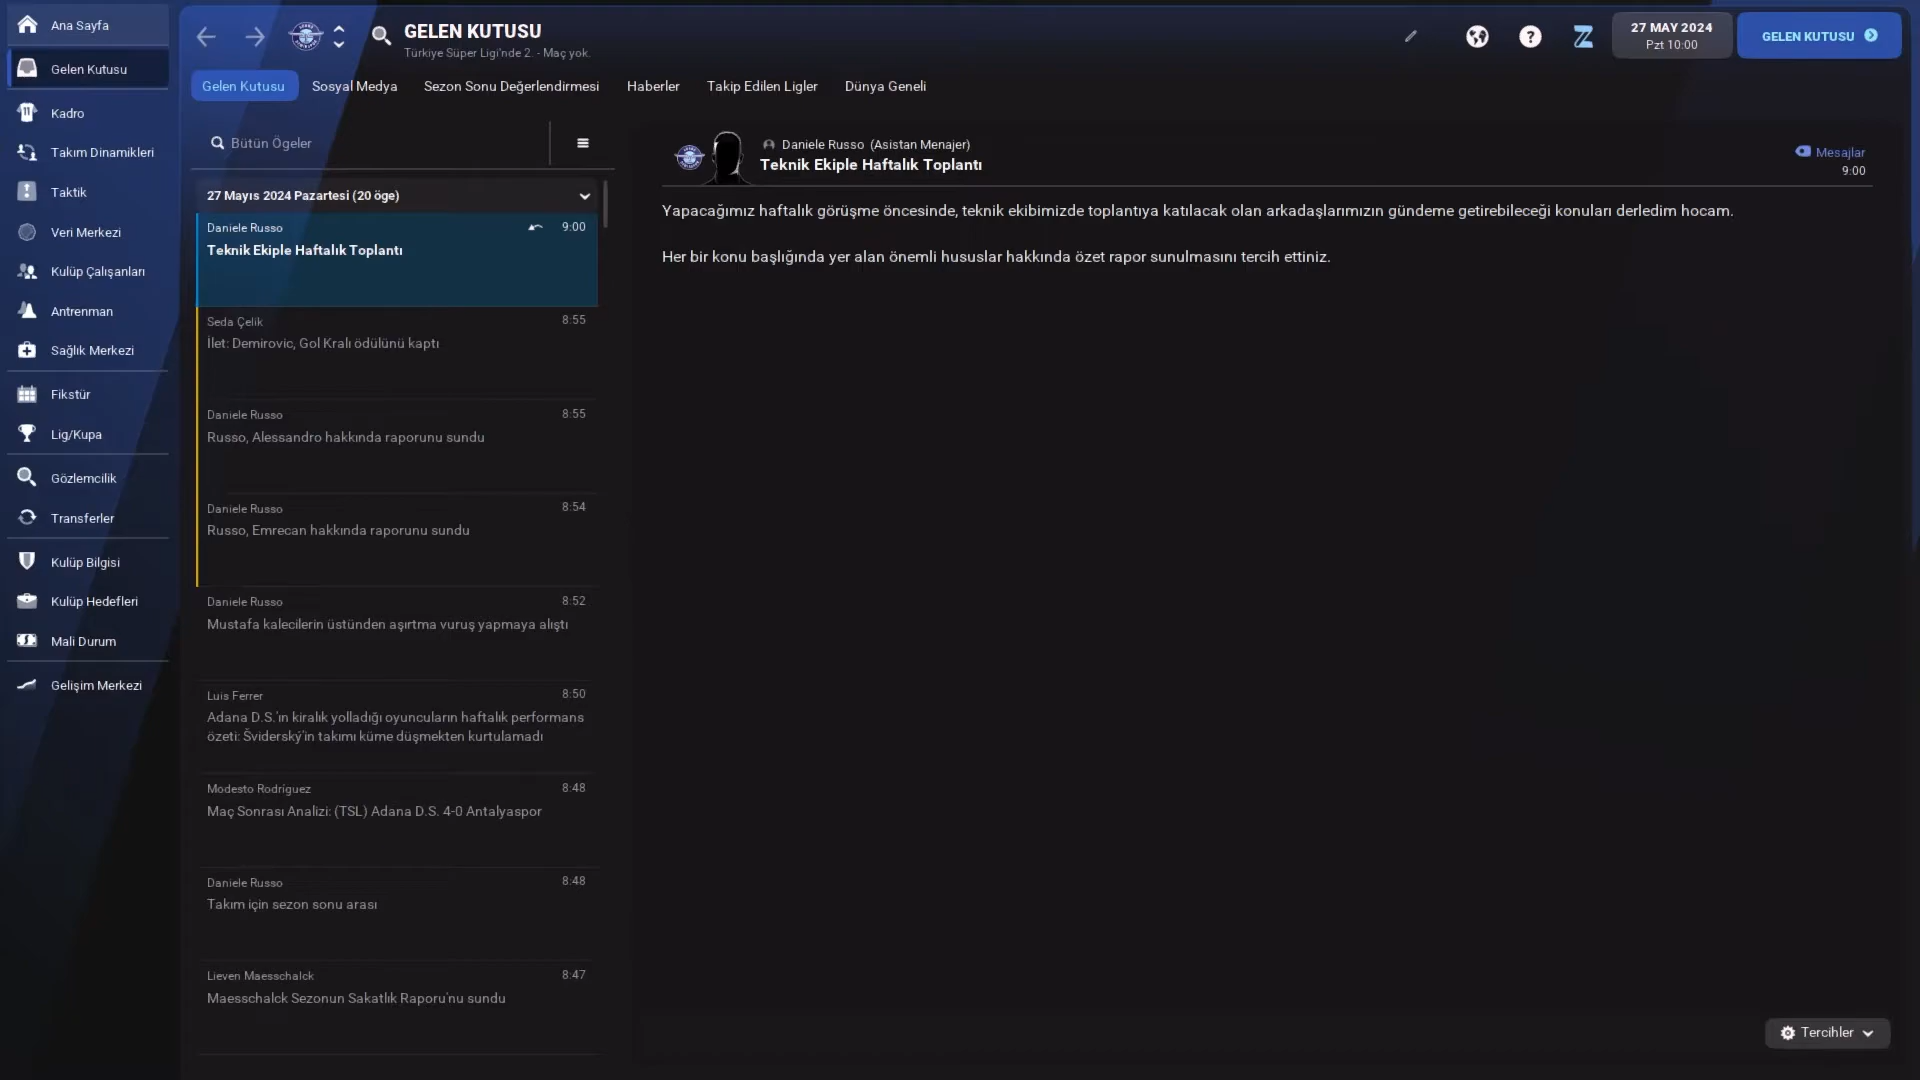 Ana Sayfa
Gelen Kutusu
Kadro
Takım Dinamikleri
Taktik
Veri Merkezi
Kulüp Çalışanları
Antrenman
Sağlık Merkezi
Fikstür
Lig/Kupa
Gözlemcilik
Transferler
Kulüp Bilgisi
Kulüp Hedefleri
Mali Durum
Gelişim Merkezi
GELEN KUTUSU
Türkiye Süper Ligi'nde 2. - Maç yok.
27 MAY 2024
Pzt 10:00
GELEN KUTUSU
Gelen Kutusu
Sosyal Medya
Sezon Sonu Değerlendirmesi
Haberler
Takip Edilen Ligler
Dünya Geneli
Bütün Ögeler
27 Mayıs 2024 Pazartesi (20 öge)
Daniele Russo 9:00
Teknik Ekiple Haftalık Toplantı
Seda Çelik 8:55
İlet: Demirovic, Gol Kralı ödülünü kaptı
Daniele Russo 8:55
Russo, Alessandro hakkında raporunu sundu
Daniele Russo 8:54
Russo, Emrecan hakkında raporunu sundu
Daniele Russo 8:52
Mustafa kalecilerin üstünden aşırtma vuruş yapmaya alıştı
Luis Ferrer 8:50
Adana D.S.'ın kiralık yolladığı oyuncuların haftalık performans
özeti: Šviderský'in takımı küme düşmekten kurtulamadı
Modesto Rodríguez 8:48
Maç Sonrası Analizi: (TSL) Adana D.S. 4-0 Antalyaspor
Daniele Russo 8:48
Takım için sezon sonu arası
Lieven Maesschalck 8:47
Maesschalck Sezonun Sakatlık Raporu'nu sundu
Daniele Russo (Asistan Menajer)
Teknik Ekiple Haftalık Toplantı
Mesajlar
9:00
Yapacağımız haftalık görüşme öncesinde, teknik ekibimizde toplantıya katılacak olan arkadaşlarımızın gündeme getirebileceği konuları derledim hocam.
Her bir konu başlığında yer alan önemli hususlar hakkında özet rapor sunulmasını tercih ettiniz.
Tercihler